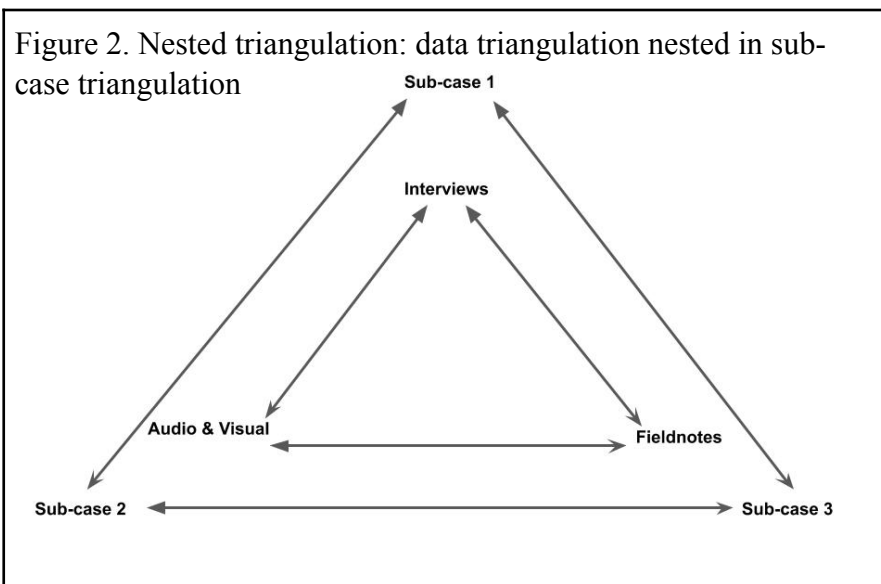 Figure 2. Nested triangulation: data triangulation nested in sub-
case triangulation
Sub-case 1
Interviews
Audio & Visual
Fieldnotes
Sub-case 2
Sub-case 3